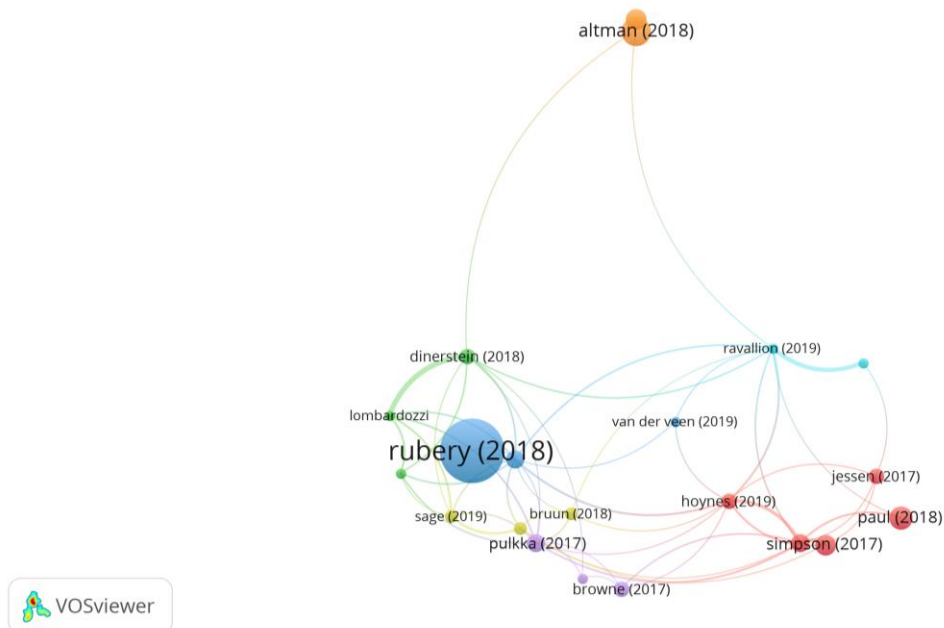 altman (2018)
dinerstein (2018)
ravallion (2019)
lombardozzi
van der veen (2019)
rubery (2018)
jessen (2017)
hoynes (2019)
sage (2019)
bruun (2018)
paul (2018)
pulkka (2017)
simpson (2017)
browne (2017)
VOSviewer